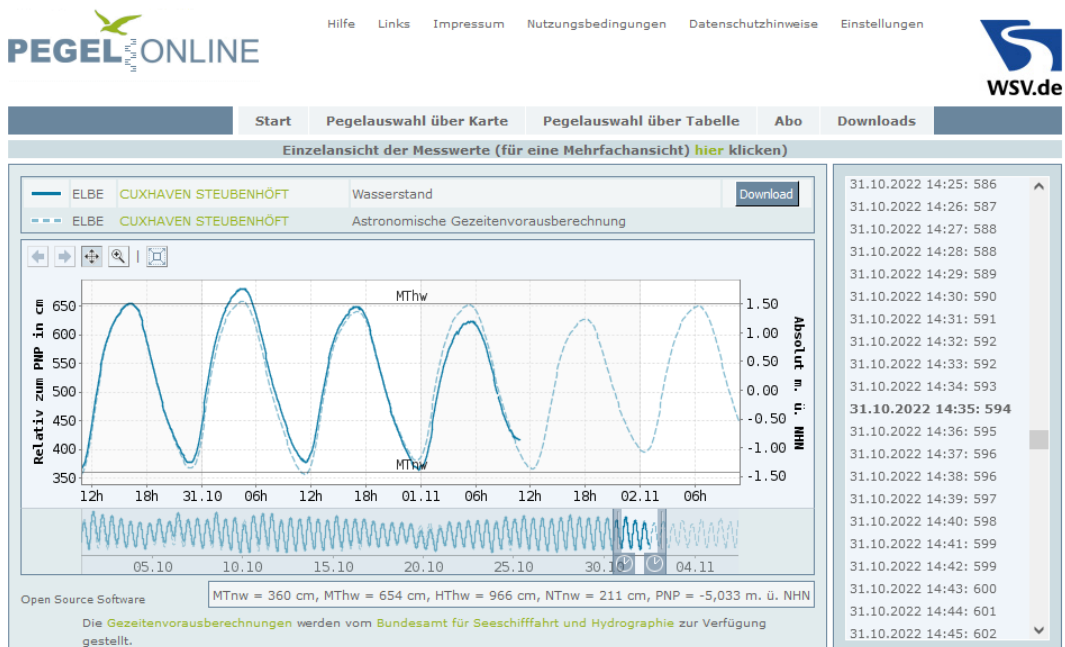 PEGEL ONLINE
Hilfe Links Impressum Nutzungsbedingungen Datenschutzhinweise Einstellungen
WSV.de
Start Pegelauswahl über Karte Pegelauswahl über Tabelle Abo Downloads
Einzelansicht der Messwerte (für eine Mehrfachansicht) hier klicken)
ELBE CUXHAVEN STEUBENHÖFT Wasserstand Download
ELBE CUXHAVEN STEUBENHÖFT Astronomische Gezeitenvorausberechnung
Relativ zum PNP in cm
650
600
550
500
450
400
350
MThw
MTnw
1.50
1.00
0.50
0.00
-0.50
-1.00
-1.50
Absolut m. ü. NHN
12h 18h 31.10 06h 12h 18h 01.11 06h 12h 18h 02.11 06h
05.10 10.10 15.10 20.10 25.10 30. 04.11
Open Source Software
MTnw = 360 cm, MThw = 654 cm, HThw = 966 cm, NTnw = 211 cm, PNP = -5,033 m. ü. NHN
Die Gezeitenvorausberechnungen werden vom Bundesamt für Seeschifffahrt und Hydrographie zur Verfügung
gestellt.
31.10.2022 14:25: 586
31.10.2022 14:26: 587
31.10.2022 14:27: 588
31.10.2022 14:28: 588
31.10.2022 14:29: 589
31.10.2022 14:30: 590
31.10.2022 14:31: 591
31.10.2022 14:32: 592
31.10.2022 14:33: 592
31.10.2022 14:34: 593
31.10.2022 14:35: 594
31.10.2022 14:36: 595
31.10.2022 14:37: 596
31.10.2022 14:38: 596
31.10.2022 14:39: 597
31.10.2022 14:40: 598
31.10.2022 14:41: 599
31.10.2022 14:42: 599
31.10.2022 14:43: 600
31.10.2022 14:44: 601
31.10.2022 14:45: 602